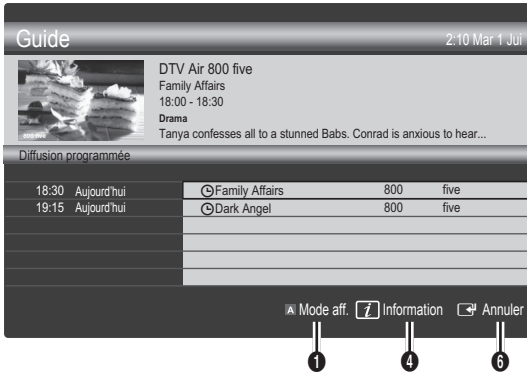 Guide
2:10 Mar 1 Jui
DTV Air 800 five
Family Affairs
18:00 - 18:30
Drama
Tanya confesses all to a stunned Babs. Conrad is anxious to hear...
800 five
Diffusion programmée
18:30 Aujourd'hui Family Affairs 800 five
19:15 Aujourd'hui Dark Angel 800 five
A Mode aff. i Information Annuler
1 4 6